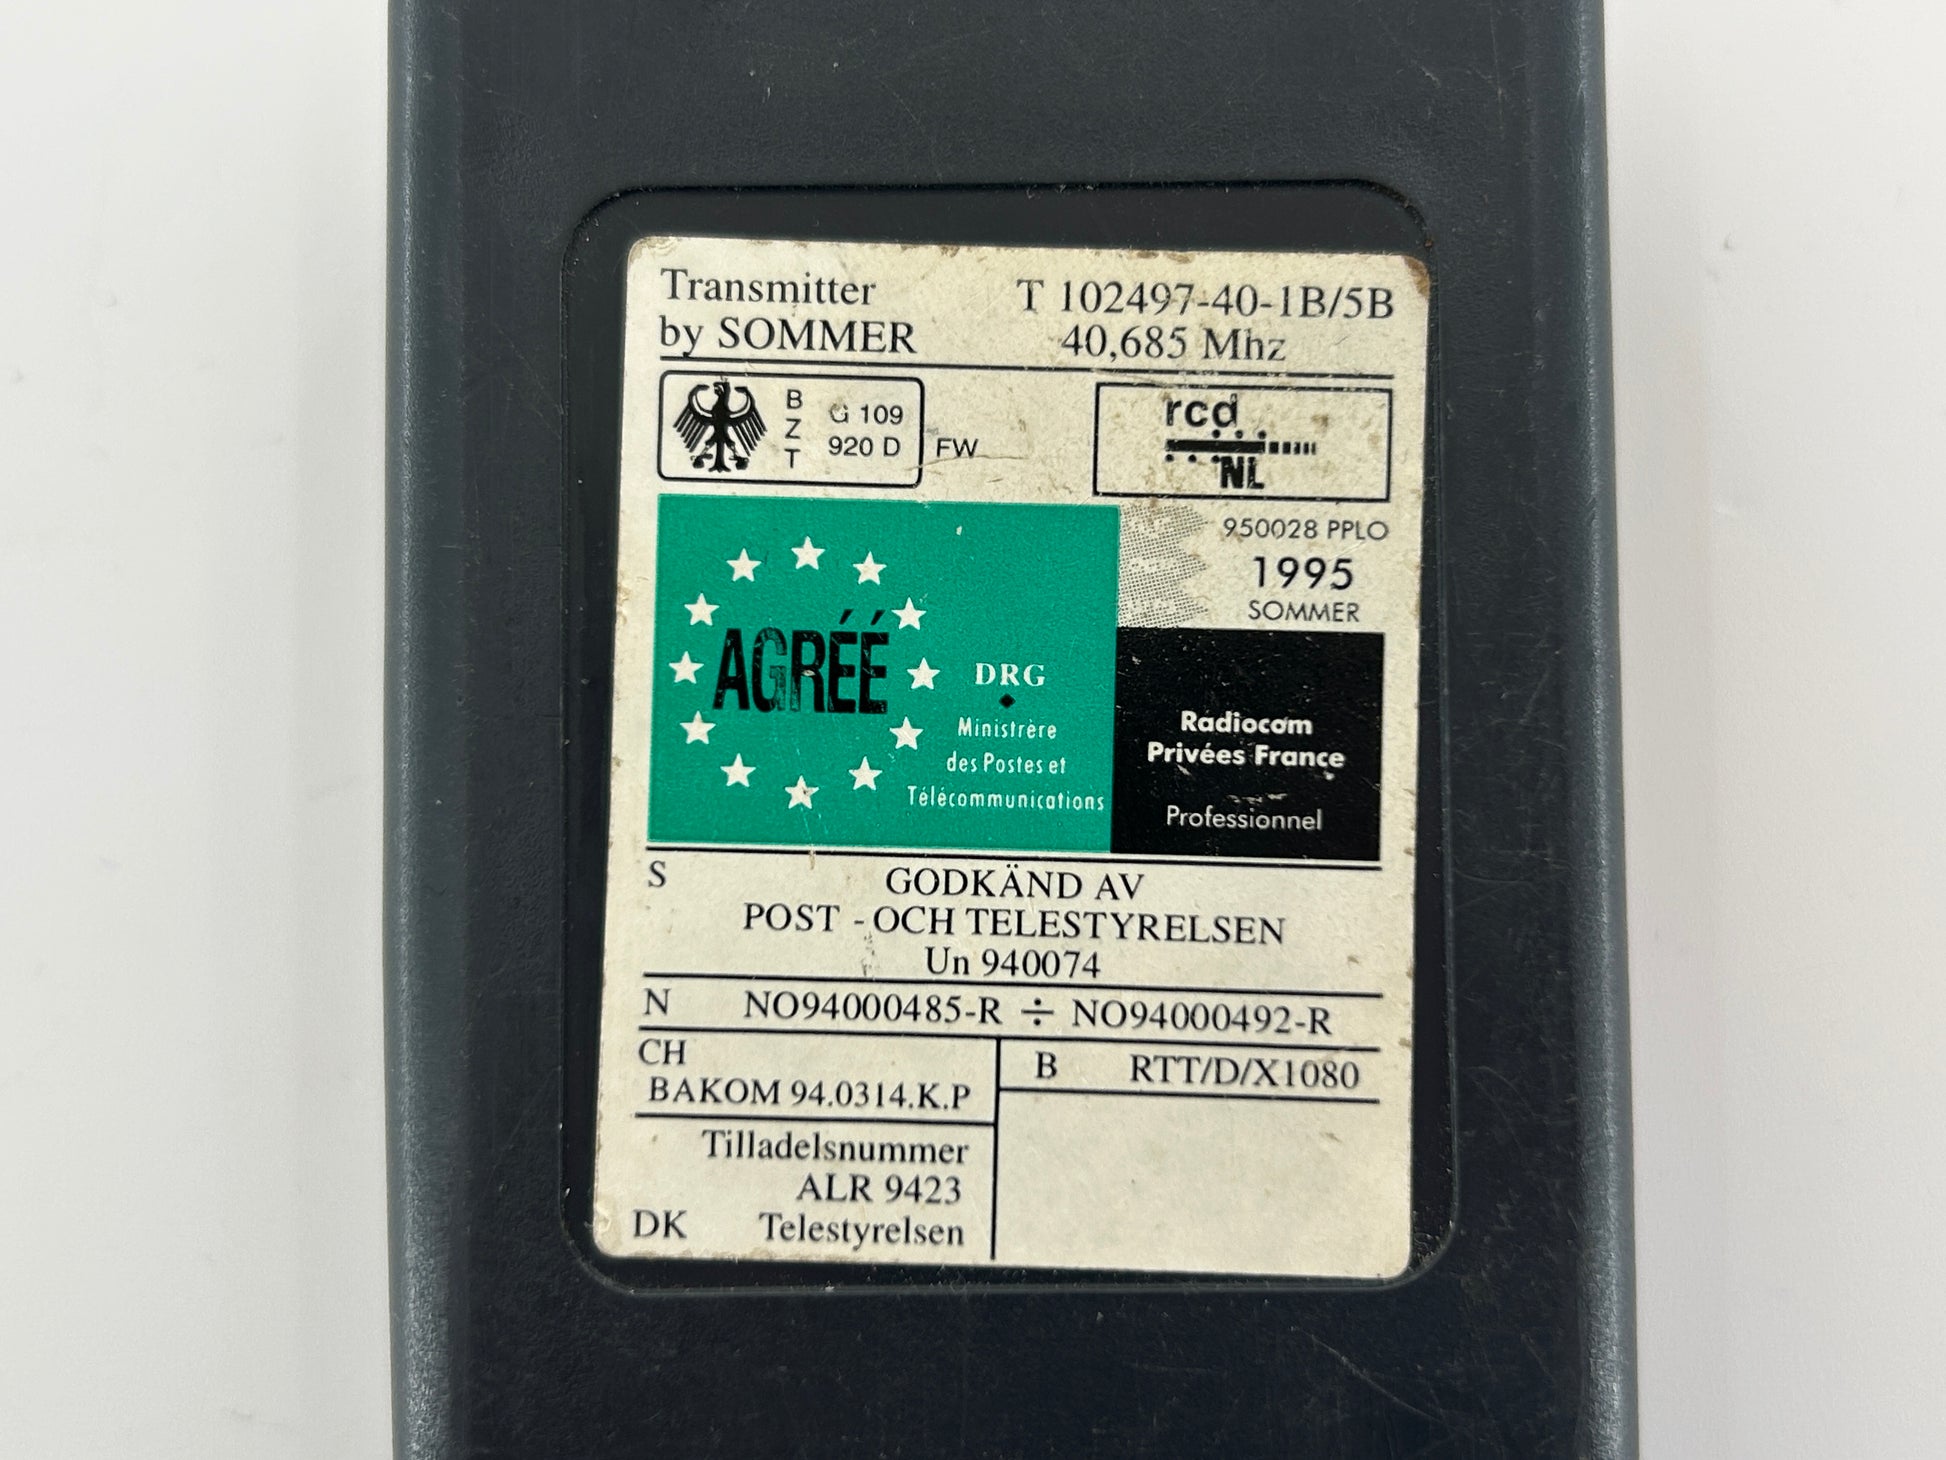 Transmitter T 102497-40-1B/5B
by SOMMER 40,685 Mhz
BZT G 109
920 D FW
rcd
NL
950028 PPLO
1995
SOMMER
AGRÉÉ
DRG
Ministrère
des Postes et
Télécommunications
Radiocom
Privées France
Professionnel
S GODKÄND AV
POST - OCH TELESTYRELSEN
Un 940074
N NO94000485-R ÷ NO94000492-R
CH
BAKOM 94.0314.K.P
B RTT/D/X1080
Tilladelsnummer
ALR 9423
DK Telestyrelsen